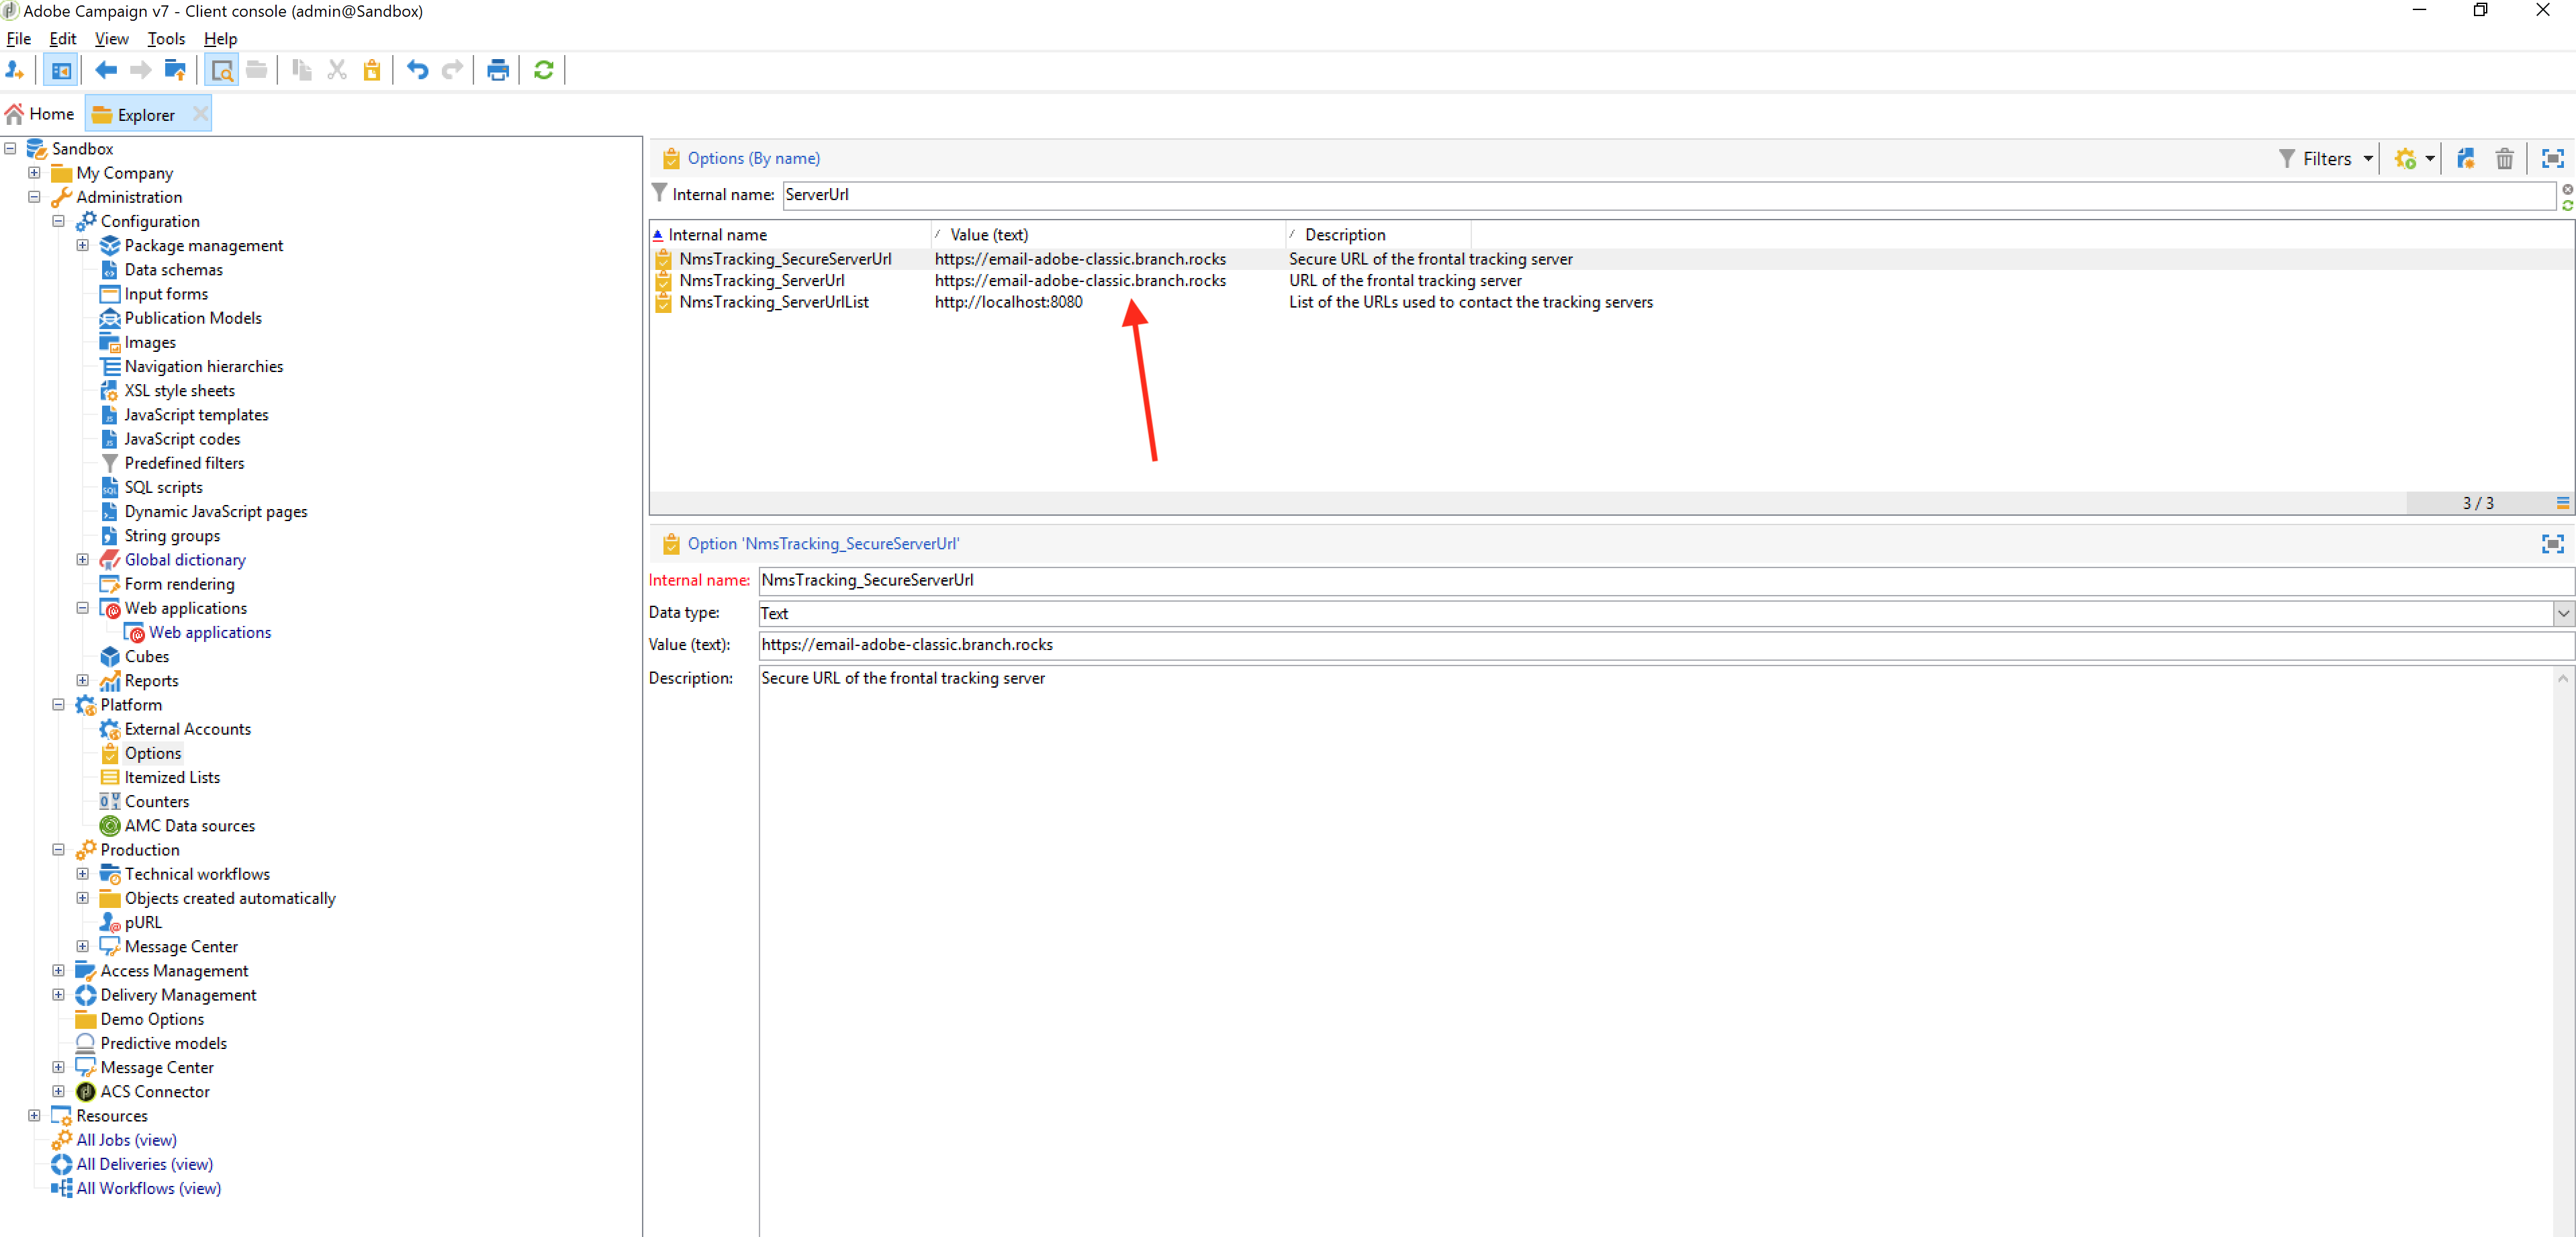 Adobe Campaign v7 - Client console (admin@Sandbox)
File Edit View Tools Help
Home Explorer
Sandbox
My Company
Administration
Configuration
Package management
Data schemas
Input forms
Publication Models
Images
Navigation hierarchies
XSL style sheets
JavaScript templates
JavaScript codes
Predefined filters
SQL scripts
Dynamic JavaScript pages
String groups
Global dictionary
Form rendering
Web applications
Web applications
Cubes
Reports
Platform
External Accounts
Options
Itemized Lists
Counters
AMC Data sources
Production
Technical workflows
Objects created automatically
pURL
Message Center
Access Management
Delivery Management
Demo Options
Predictive models
Message Center
ACS Connector
Resources
All Jobs (view)
All Deliveries (view)
All Workflows (view)
Options (By name) Filters
Internal name: ServerUrl
Internal name Value (text) Description
NmsTracking_SecureServerUrl https://email-adobe-classic.branch.rocks Secure URL of the frontal tracking server
NmsTracking_ServerUrl https://email-adobe-classic.branch.rocks URL of the frontal tracking server
NmsTracking_ServerUrlList http://localhost:8080 List of the URLs used to contact the tracking servers
3 / 3
Option 'NmsTracking_SecureServerUrl'
Internal name: NmsTracking_SecureServerUrl
Data type: Text
Value (text): https://email-adobe-classic.branch.rocks
Description: Secure URL of the frontal tracking server